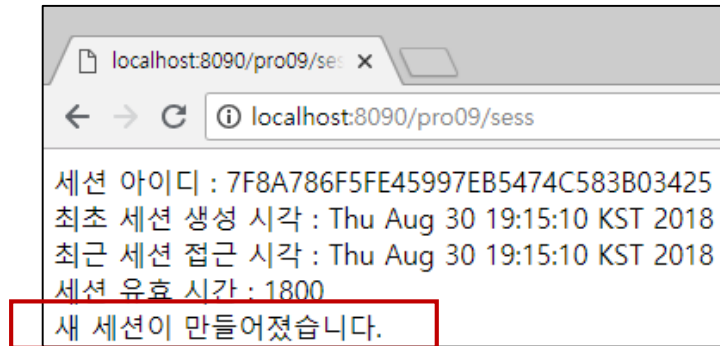 localhost:8090/pro09/ses
localhost:8090/pro09/sess
세션 아이디 : 7F8A786F5FE45997EB5474C583B03425
최초 세션 생성 시각 : Thu Aug 30 19:15:10 KST 2018
최근 세션 접근 시각 : Thu Aug 30 19:15:10 KST 2018
세션 유효 시간 : 1800
새 세션이 만들어졌습니다.